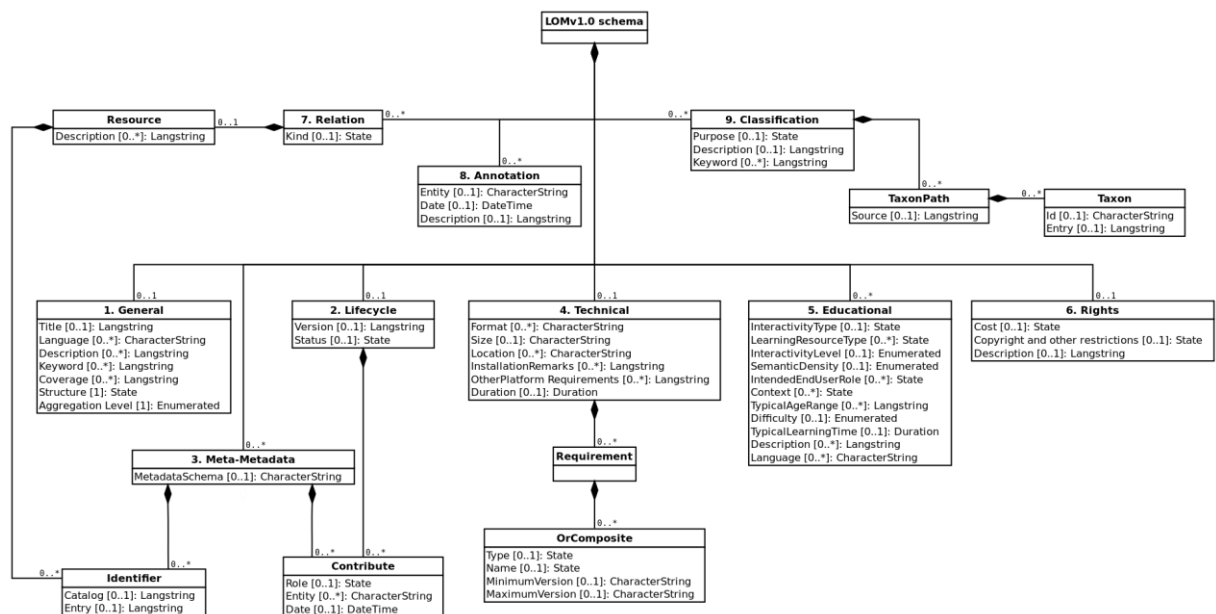 LOMv1.0 schema
Resource
Description [0..*]: Langstring
0..1
7. Relation
Kind [0..1]: State
0..*
0..*
9. Classification
Purpose [0..1]: State
Description [0..1]: Langstring
Keyword [0..*]: Langstring
0..*
8. Annotation
Entity [0..1]: CharacterString
Date [0..1]: DateTime
Description [0..1]: Langstring
0..*
TaxonPath
Source [0..1]: Langstring
0..*
Taxon
Id [0..1]: CharacterString
Entry [0..1]: Langstring
0..1
1. General
Title [0..1]: Langstring
Language [0..*]: CharacterString
Description [0..*]: Langstring
Keyword [0..*]: Langstring
Coverage [0..*]: Langstring
Structure [1]: State
Aggregation Level [1]: Enumerated
0..1
2. Lifecycle
Version [0..1]: Langstring
Status [0..1]: State
0..1
4. Technical
Format [0..*]: CharacterString
Size [0..1]: CharacterString
Location [0..*]: CharacterString
InstallationRemarks [0..*]: Langstring
OtherPlatform Requirements [0..*]: Langstring
Duration [0..1]: Duration
0..*
5. Educational
InteractivityType [0..1]: State
LearningResourceType [0..*]: State
InteractivityLevel [0..1]: Enumerated
SemanticDensity [0..1]: Enumerated
IntendedEndUserRole [0..*]: State
Context [0..*]: State
TypicalAgeRange [0..*]: Langstring
Difficulty [0..1]: Enumerated
TypicalLearningTime [0..1]: Duration
Description [0..*]: Langstring
Language [0..*]: CharacterString
0..1
6. Rights
Cost [0..1]: State
Copyright and other restrictions [0..1]: State
Description [0..1]: Langstring
0..*
3. Meta-Metadata
MetadataSchema [0..1]: CharacterString
0..*
Requirement
0..*
OrComposite
Type [0..1]: State
Name [0..1]: State
MinimumVersion [0..1]: CharacterString
MaximumVersion [0..1]: CharacterString
0..*
0..*
Identifier
Catalog [0..1]: Langstring
Entry [0..1]: Langstring
0..*
0..*
Contribute
Role [0..1]: State
Entity [0..*]: CharacterString
Date [0..1]: DateTime